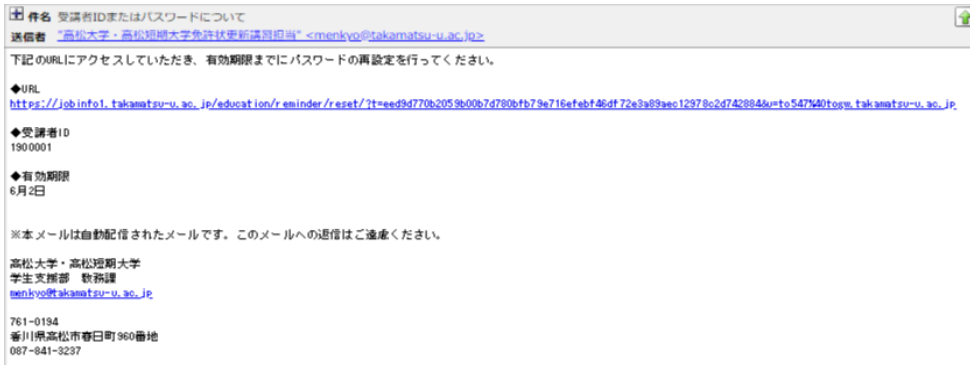 件名 受講者IDまたはパスワードについて
送信者 "高松大学・高松短期大学免許状更新講習担当" <menkyo@takamatsu-u.ac.jp>
下記のURLにアクセスしていただき、有効期限までにパスワードの再設定を行ってください。
◆URL
https://jobinfo1.takamatsu-u.ac.jp/education/reminder/reset/?t=eed9d770b2059b00b7d780bfb79e716efebf46df72e3a89aec12978c2d742884&u=to547%40togw.takamatsu-u.ac.jp
◆受講者ID
1900001
◆有効期限
6月2日
※本メールは自動配信されたメールです。このメールへの返信はご遠慮ください。
高松大学・高松短期大学
学生支援部 教務課
menkyo@takamatsu-u.ac.jp
761-0194
香川県高松市春日町960番地
087-841-3237